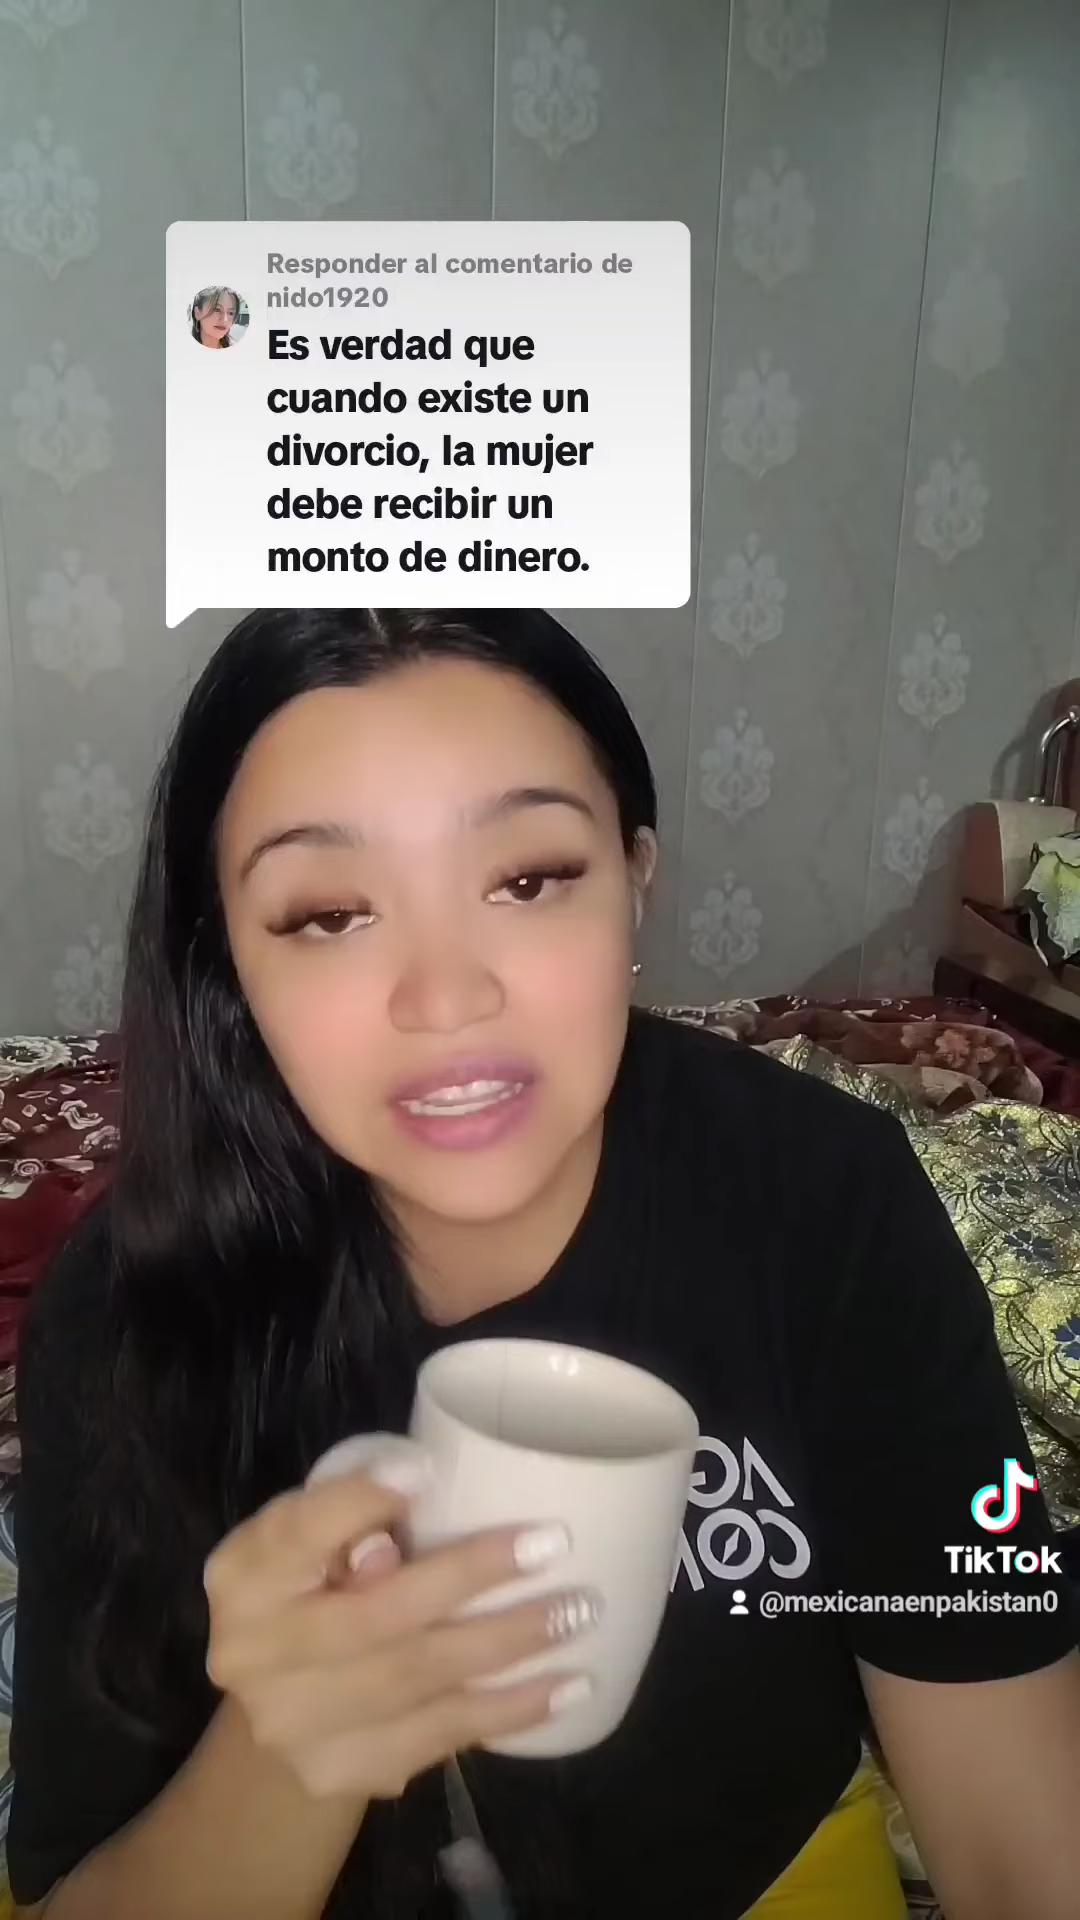 Responder al comentario de
nido1920
Es verdad que
cuando existe un
divorcio, la mujer
debe recibir un
monto de dinero.
TikTok
@mexicanaenpakistan0